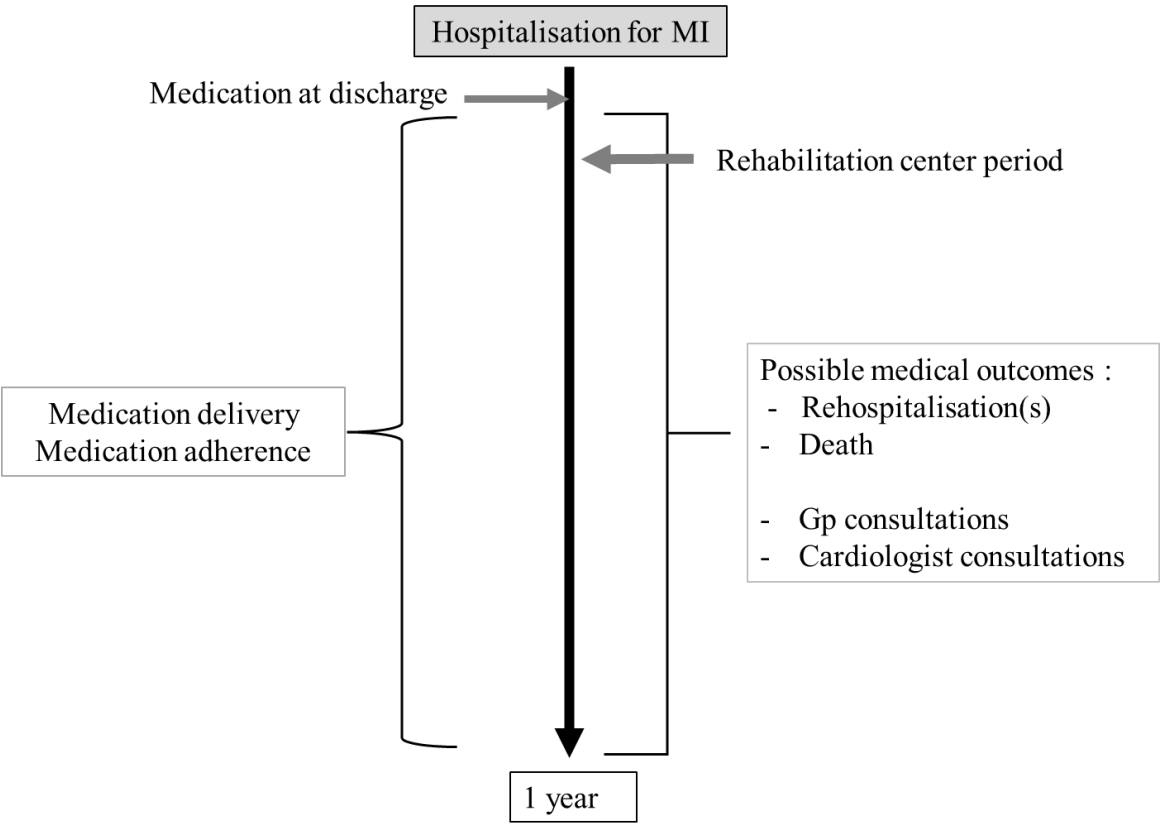 Hospitalisation for MI
Medication at discharge
Rehabilitation center period
Medication delivery
Medication adherence
Possible medical outcomes :
- Rehospitalisation(s)
- Death
- Gp consultations
- Cardiologist consultations
1 year